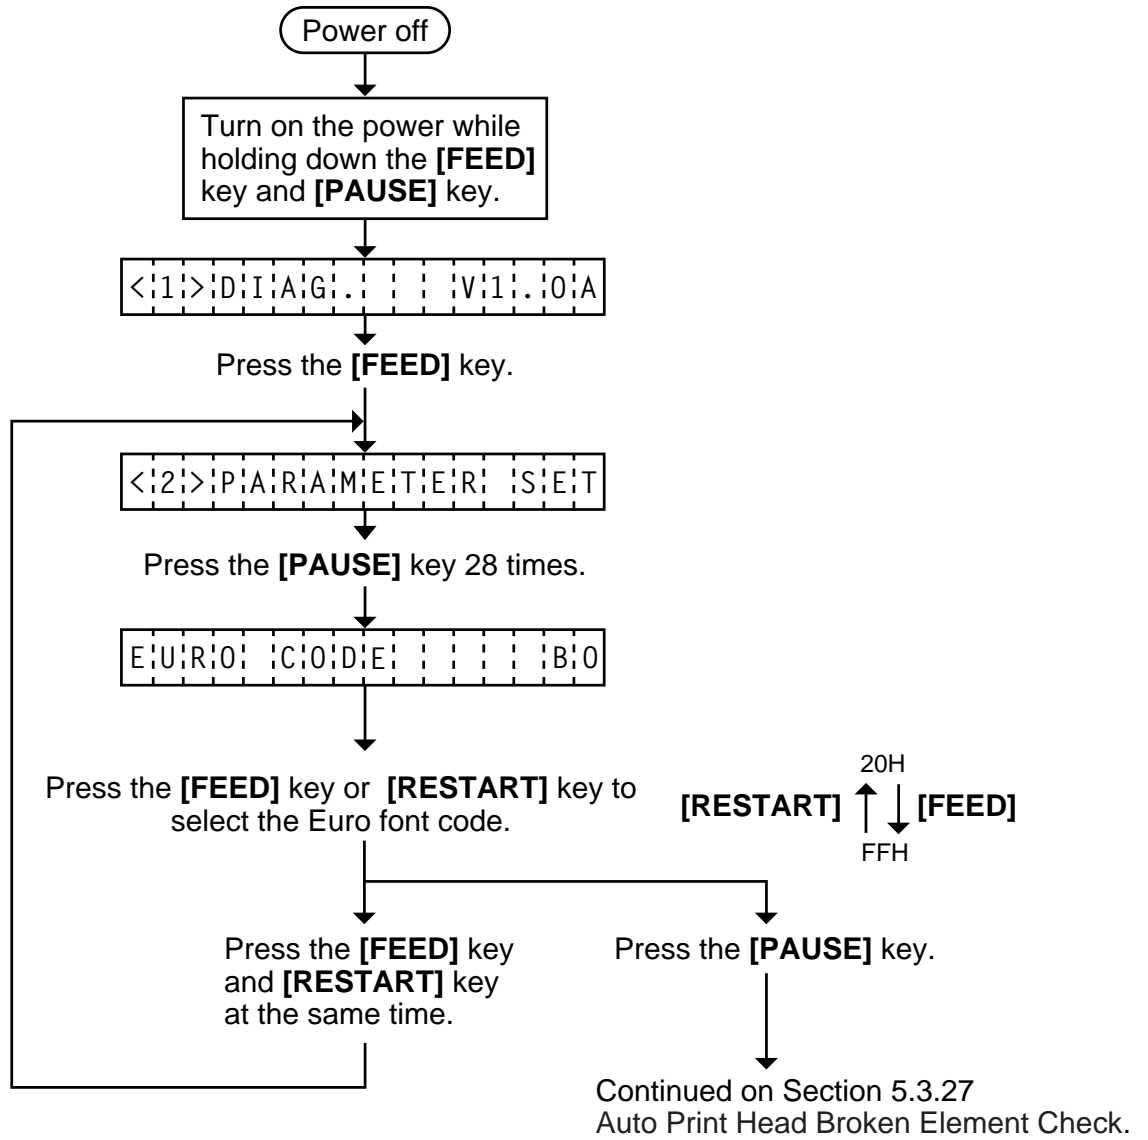 Power off
Turn on the power while
holding down the [FEED]
key and [PAUSE] key.
<1>DIAG.   V1.0A
Press the [FEED] key.
<2>PARAMETER SET
Press the [PAUSE] key 28 times.
EURO CODE     B0
Press the [FEED] key or [RESTART] key to
select the Euro font code.
20H
[RESTART] [FEED]
FFH
Press the [FEED] key
and [RESTART] key
at the same time.
Press the [PAUSE] key.
Continued on Section 5.3.27
Auto Print Head Broken Element Check.